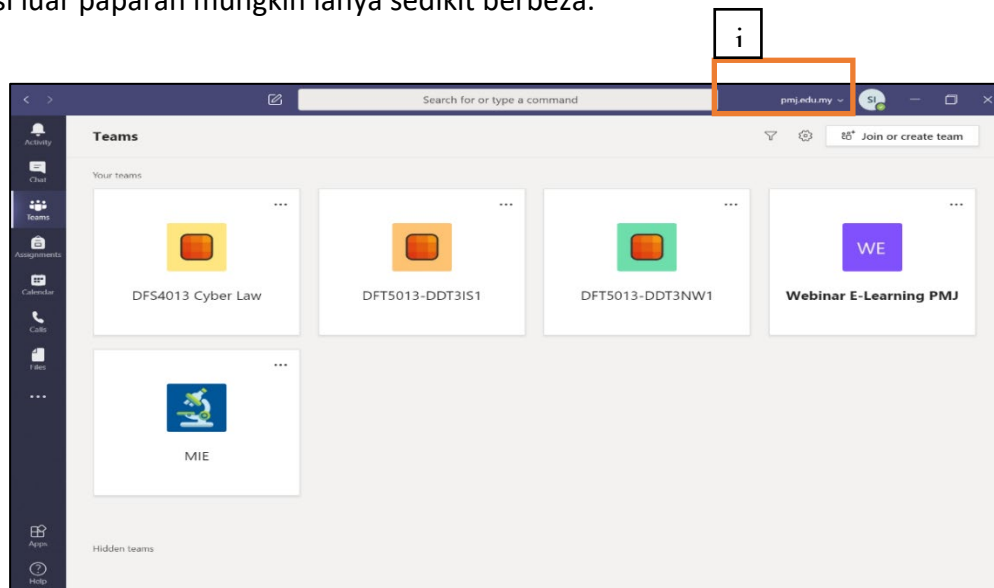 si luar paparan mungkin ianya sedikit berbeza.
i
Search for or type a command
pmj.edu.my
SI
Activity
Teams
Join or create team
Chat
Your teams
Teams
Assignments
WE
Calendar
DFS4013 Cyber Law
DFT5013-DDT3IS1
DFT5013-DDT3NW1
Webinar E-Learning PMJ
Calls
Files
MIE
Apps
Hidden teams
Help